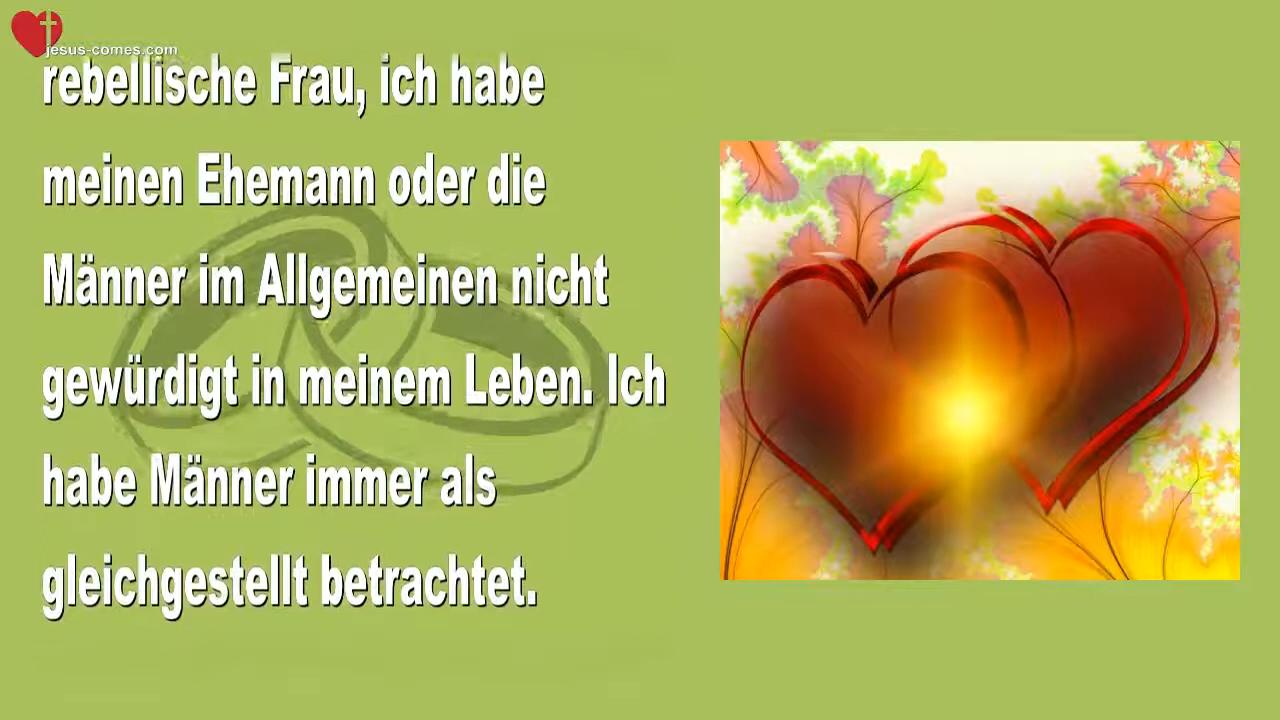 jesus-comes.com
rebellische Frau, ich habe
meinen Ehemann oder die
Männer im Allgemeinen nicht
gewürdigt in meinem Leben. Ich
habe Männer immer als
gleichgestellt betrachtet.